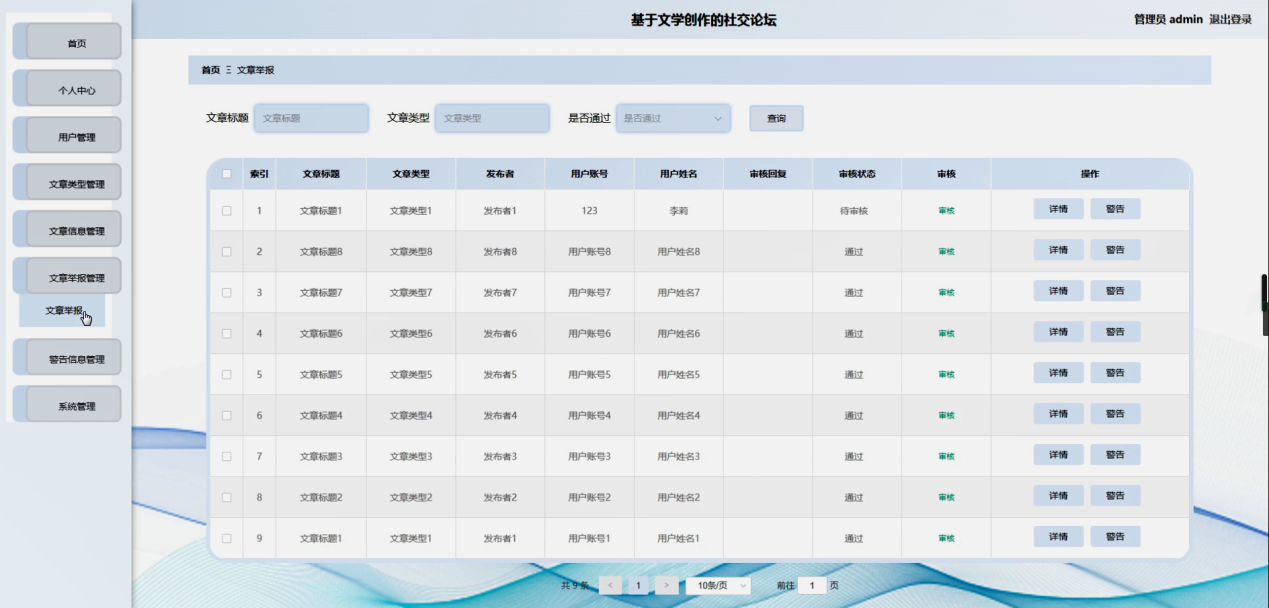 基于文学创作的社交论坛
管理员 admin 退出登录
首页
个人中心
用户管理
文章类型管理
文章信息管理
文章举报管理
文章举报
警告信息管理
系统管理
首页 Ξ 文章举报
文章标题 文章标题 文章类型 文章类型 是否通过 是否通过 查询
索引 文章标题 文章类型 发布者 用户账号 用户姓名 审核回复 审核状态 审核 操作
1 文章标题1 文章类型1 发布者1 123 李莉 待审核 审核 详情 警告
2 文章标题8 文章类型8 发布者8 用户账号8 用户姓名8 通过 审核 详情 警告
3 文章标题7 文章类型7 发布者7 用户账号7 用户姓名7 通过 审核 详情 警告
4 文章标题6 文章类型6 发布者6 用户账号6 用户姓名6 通过 审核 详情 警告
5 文章标题5 文章类型5 发布者5 用户账号5 用户姓名5 通过 审核 详情 警告
6 文章标题4 文章类型4 发布者4 用户账号4 用户姓名4 通过 审核 详情 警告
7 文章标题3 文章类型3 发布者3 用户账号3 用户姓名3 通过 审核 详情 警告
8 文章标题2 文章类型2 发布者2 用户账号2 用户姓名2 通过 审核 详情 警告
9 文章标题1 文章类型1 发布者1 用户账号1 用户姓名1 通过 审核 详情 警告
共 9 条 < 1 > 10条/页 前往 1 页